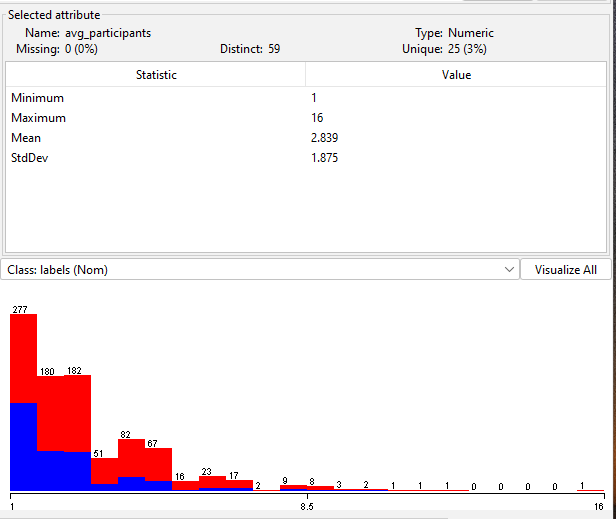 Selected attribute
Name: avg_participants Type: Numeric
Missing: 0 (0%) Distinct: 59 Unique: 25 (3%)
Statistic Value
Minimum 1
Maximum 16
Mean 2.839
StdDev 1.875
Class: labels (Nom) Visualize All
277
180 182
51 82 67
16 23 17 2 9 8 3 2 1 1 1 0 0 0 0 1
1 8.5 16